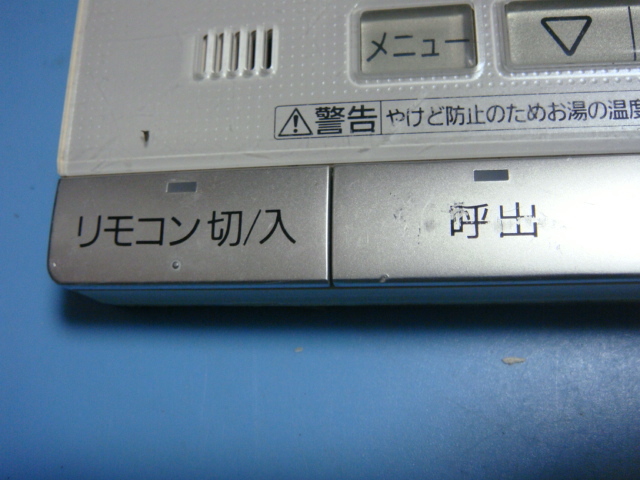 メニュー ▽
⚠警告 やけど防止のためお湯の温度
リモコン 切/入 呼出